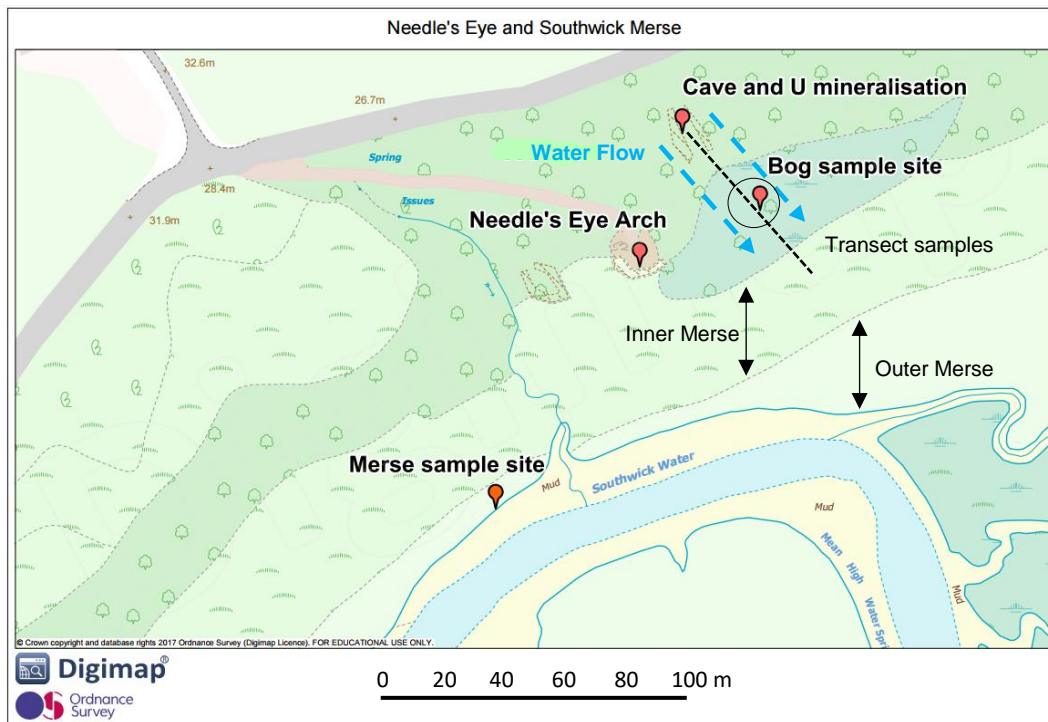 Needle's Eye and Southwick Merse
32.6m
26.7m
Cave and U mineralisation
Spring
Water Flow
Bog sample site
28.4m
Issues
31.9m
Needle's Eye Arch
Transect samples
Inner Merse
Outer Merse
Merse sample site
Mud
Southwick Water
Mud
Mean High Water Springs
Mud
© Crown copyright and database rights 2017 Ordnance Survey (Digimap Licence). FOR EDUCATIONAL USE ONLY.
Digimap®
Ordnance
Survey
0 20 40 60 80 100 m